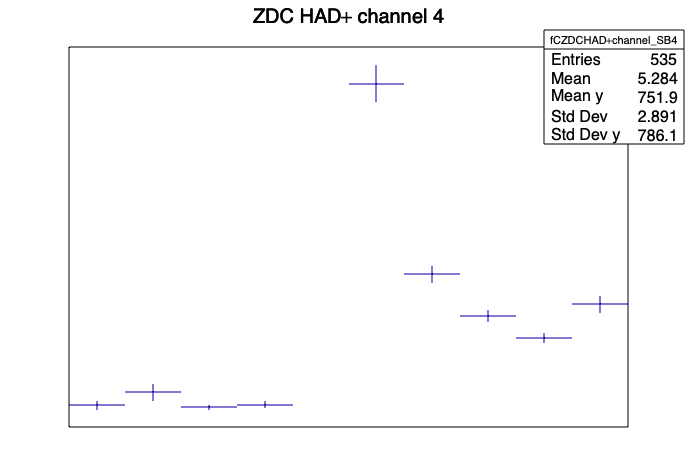 ZDC HAD+ channel 4
fCZDCHAD+channel_SB4
Entries 535
Mean 5.284
Mean y 751.9
Std Dev 2.891
Std Dev y 786.1